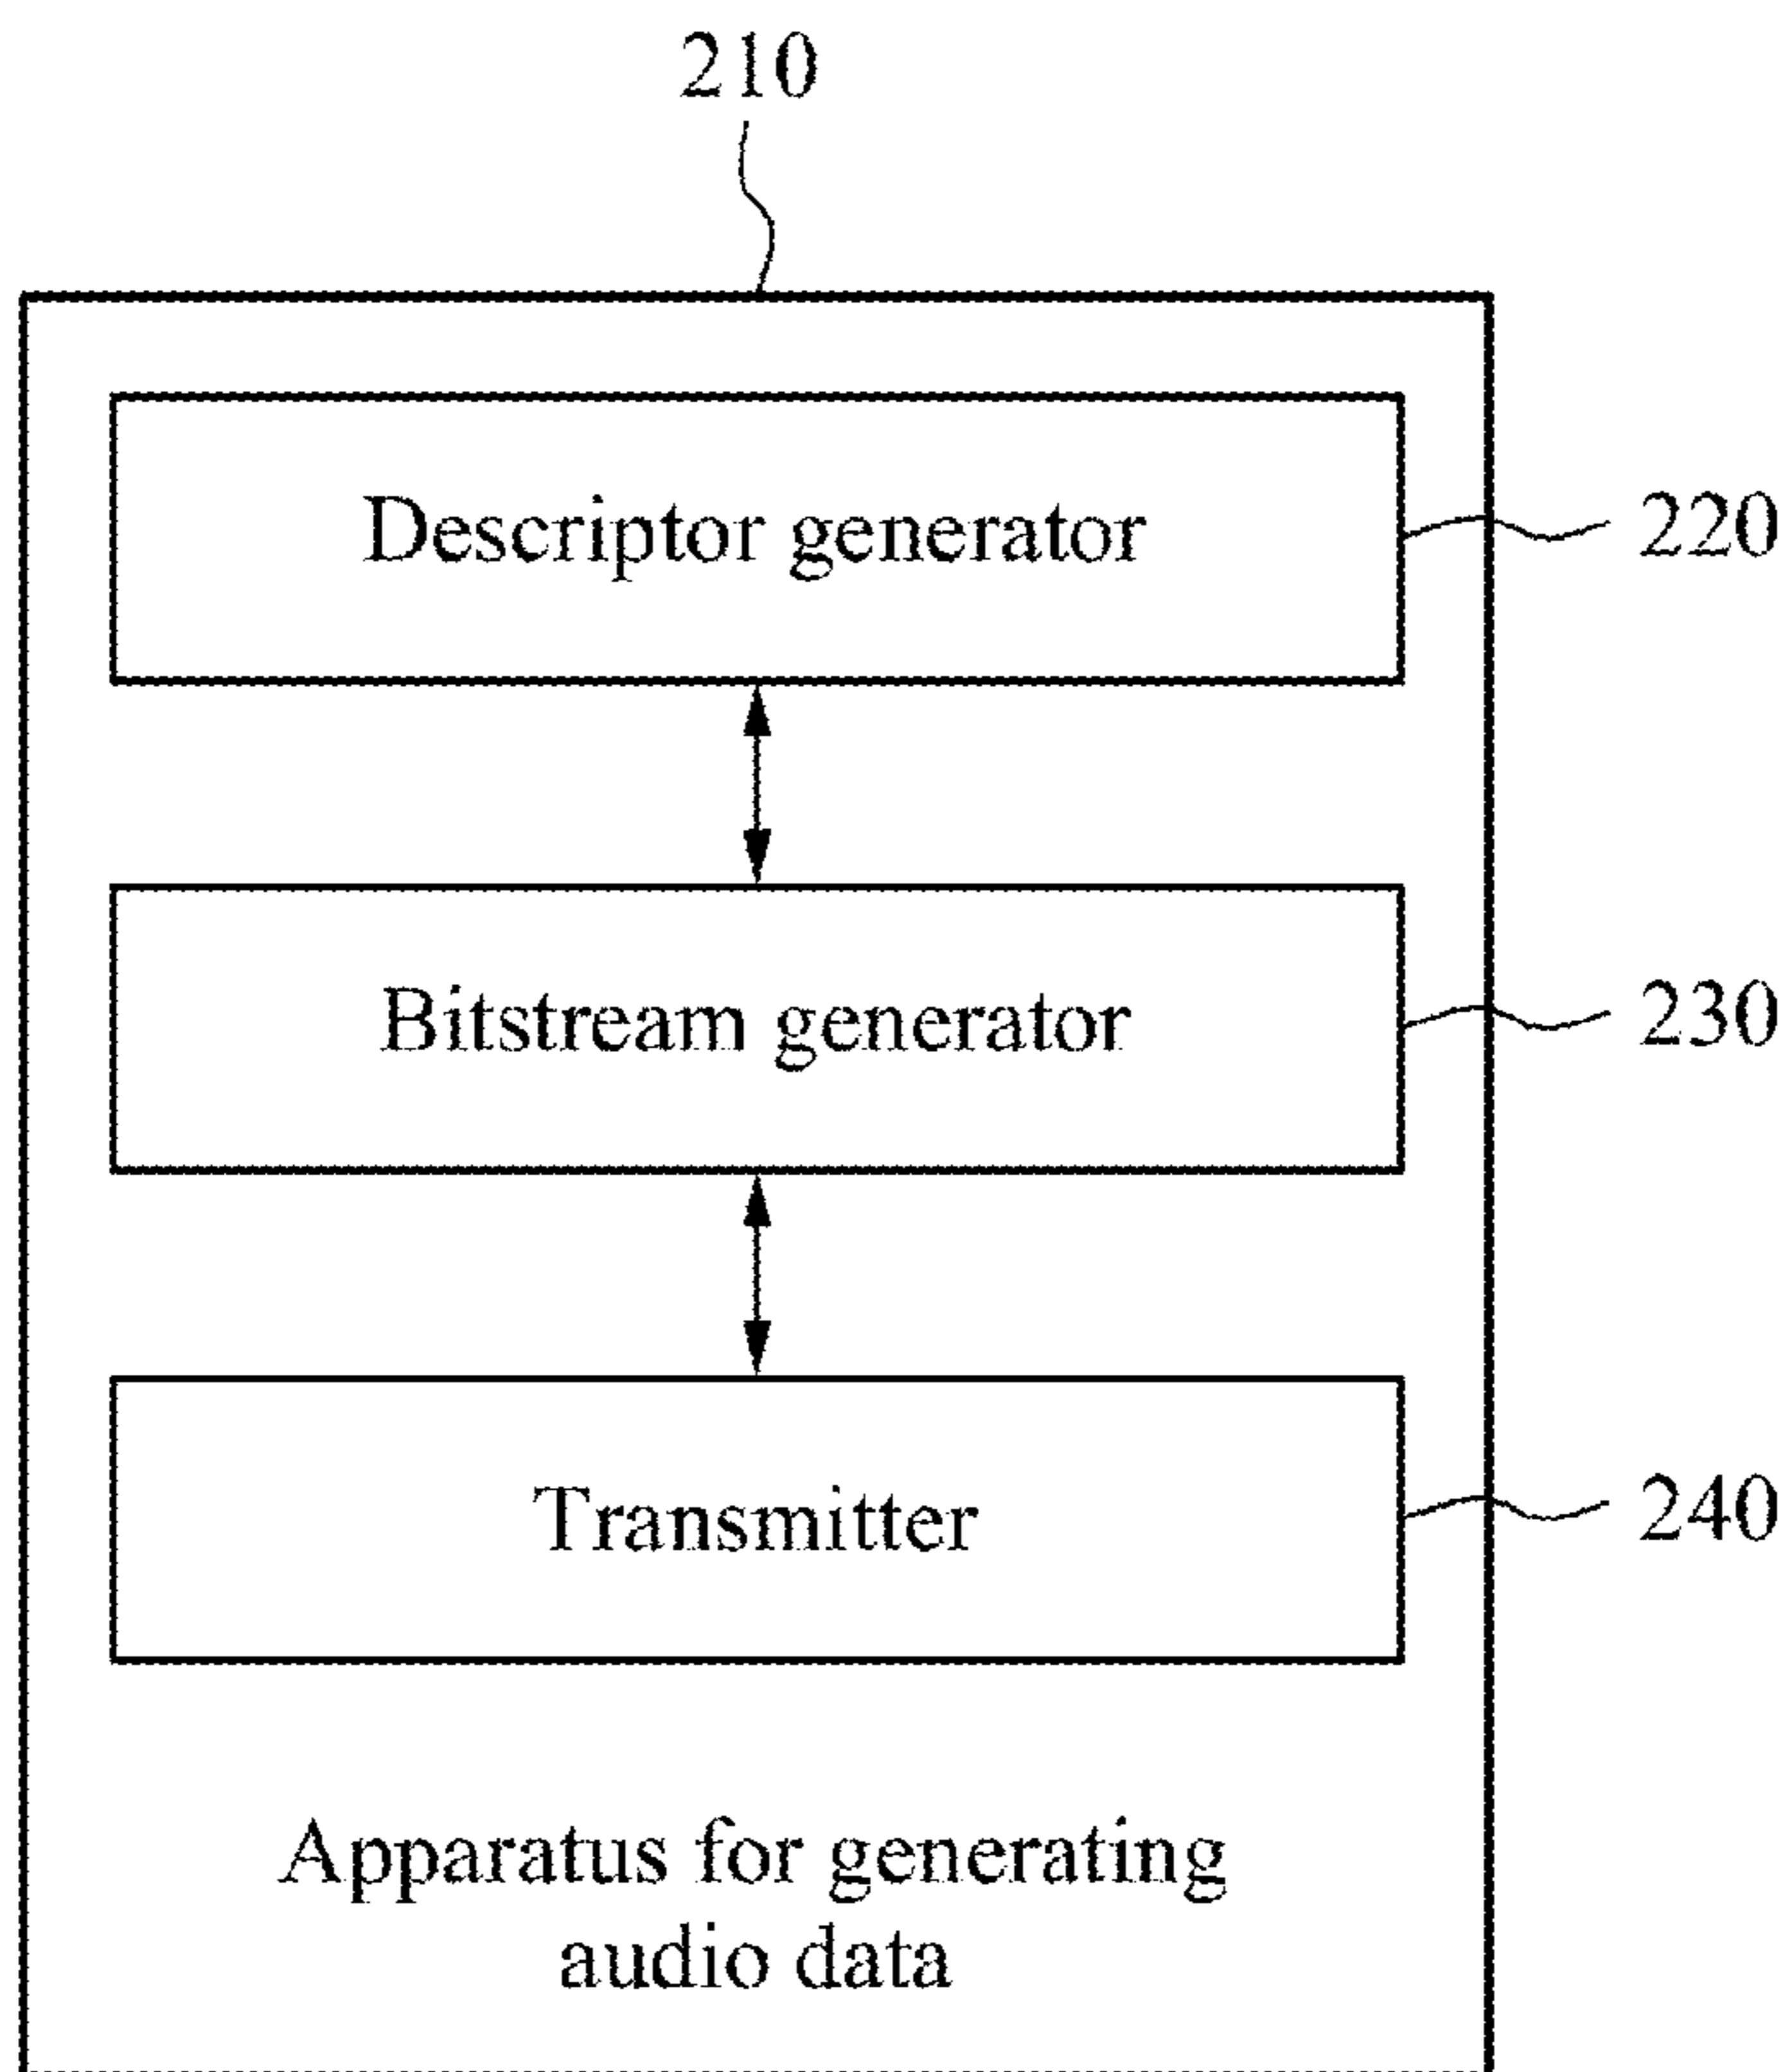 210
Descriptor generator
220
Bitstream generator
230
Transmitter
240
Apparatus for generating
audio data